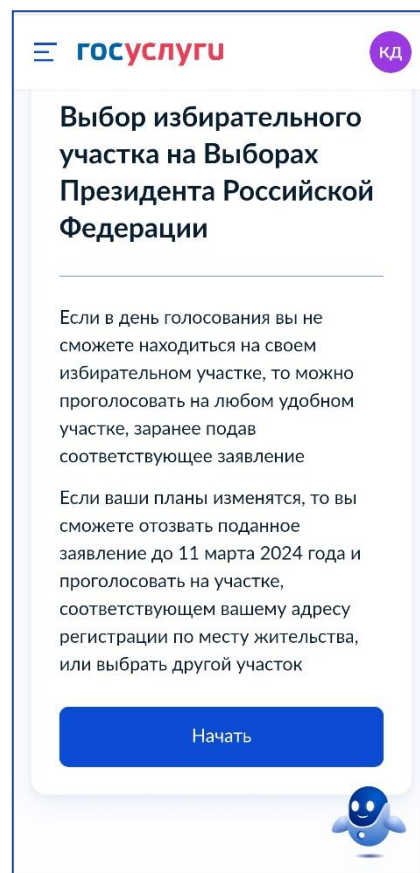 госуслуги
КД
Выбор избирательного
участка на Выборах
Президента Российской
Федерации
Если в день голосования вы не
сможете находиться на своем
избирательном участке, то можно
проголосовать на любом удобном
участке, заранее подав
соответствующее заявление
Если ваши планы изменятся, то вы
сможете отозвать поданное
заявление до 11 марта 2024 года и
проголосовать на участке,
соответствующем вашему адресу
регистрации по месту жительства,
или выбрать другой участок
Начать